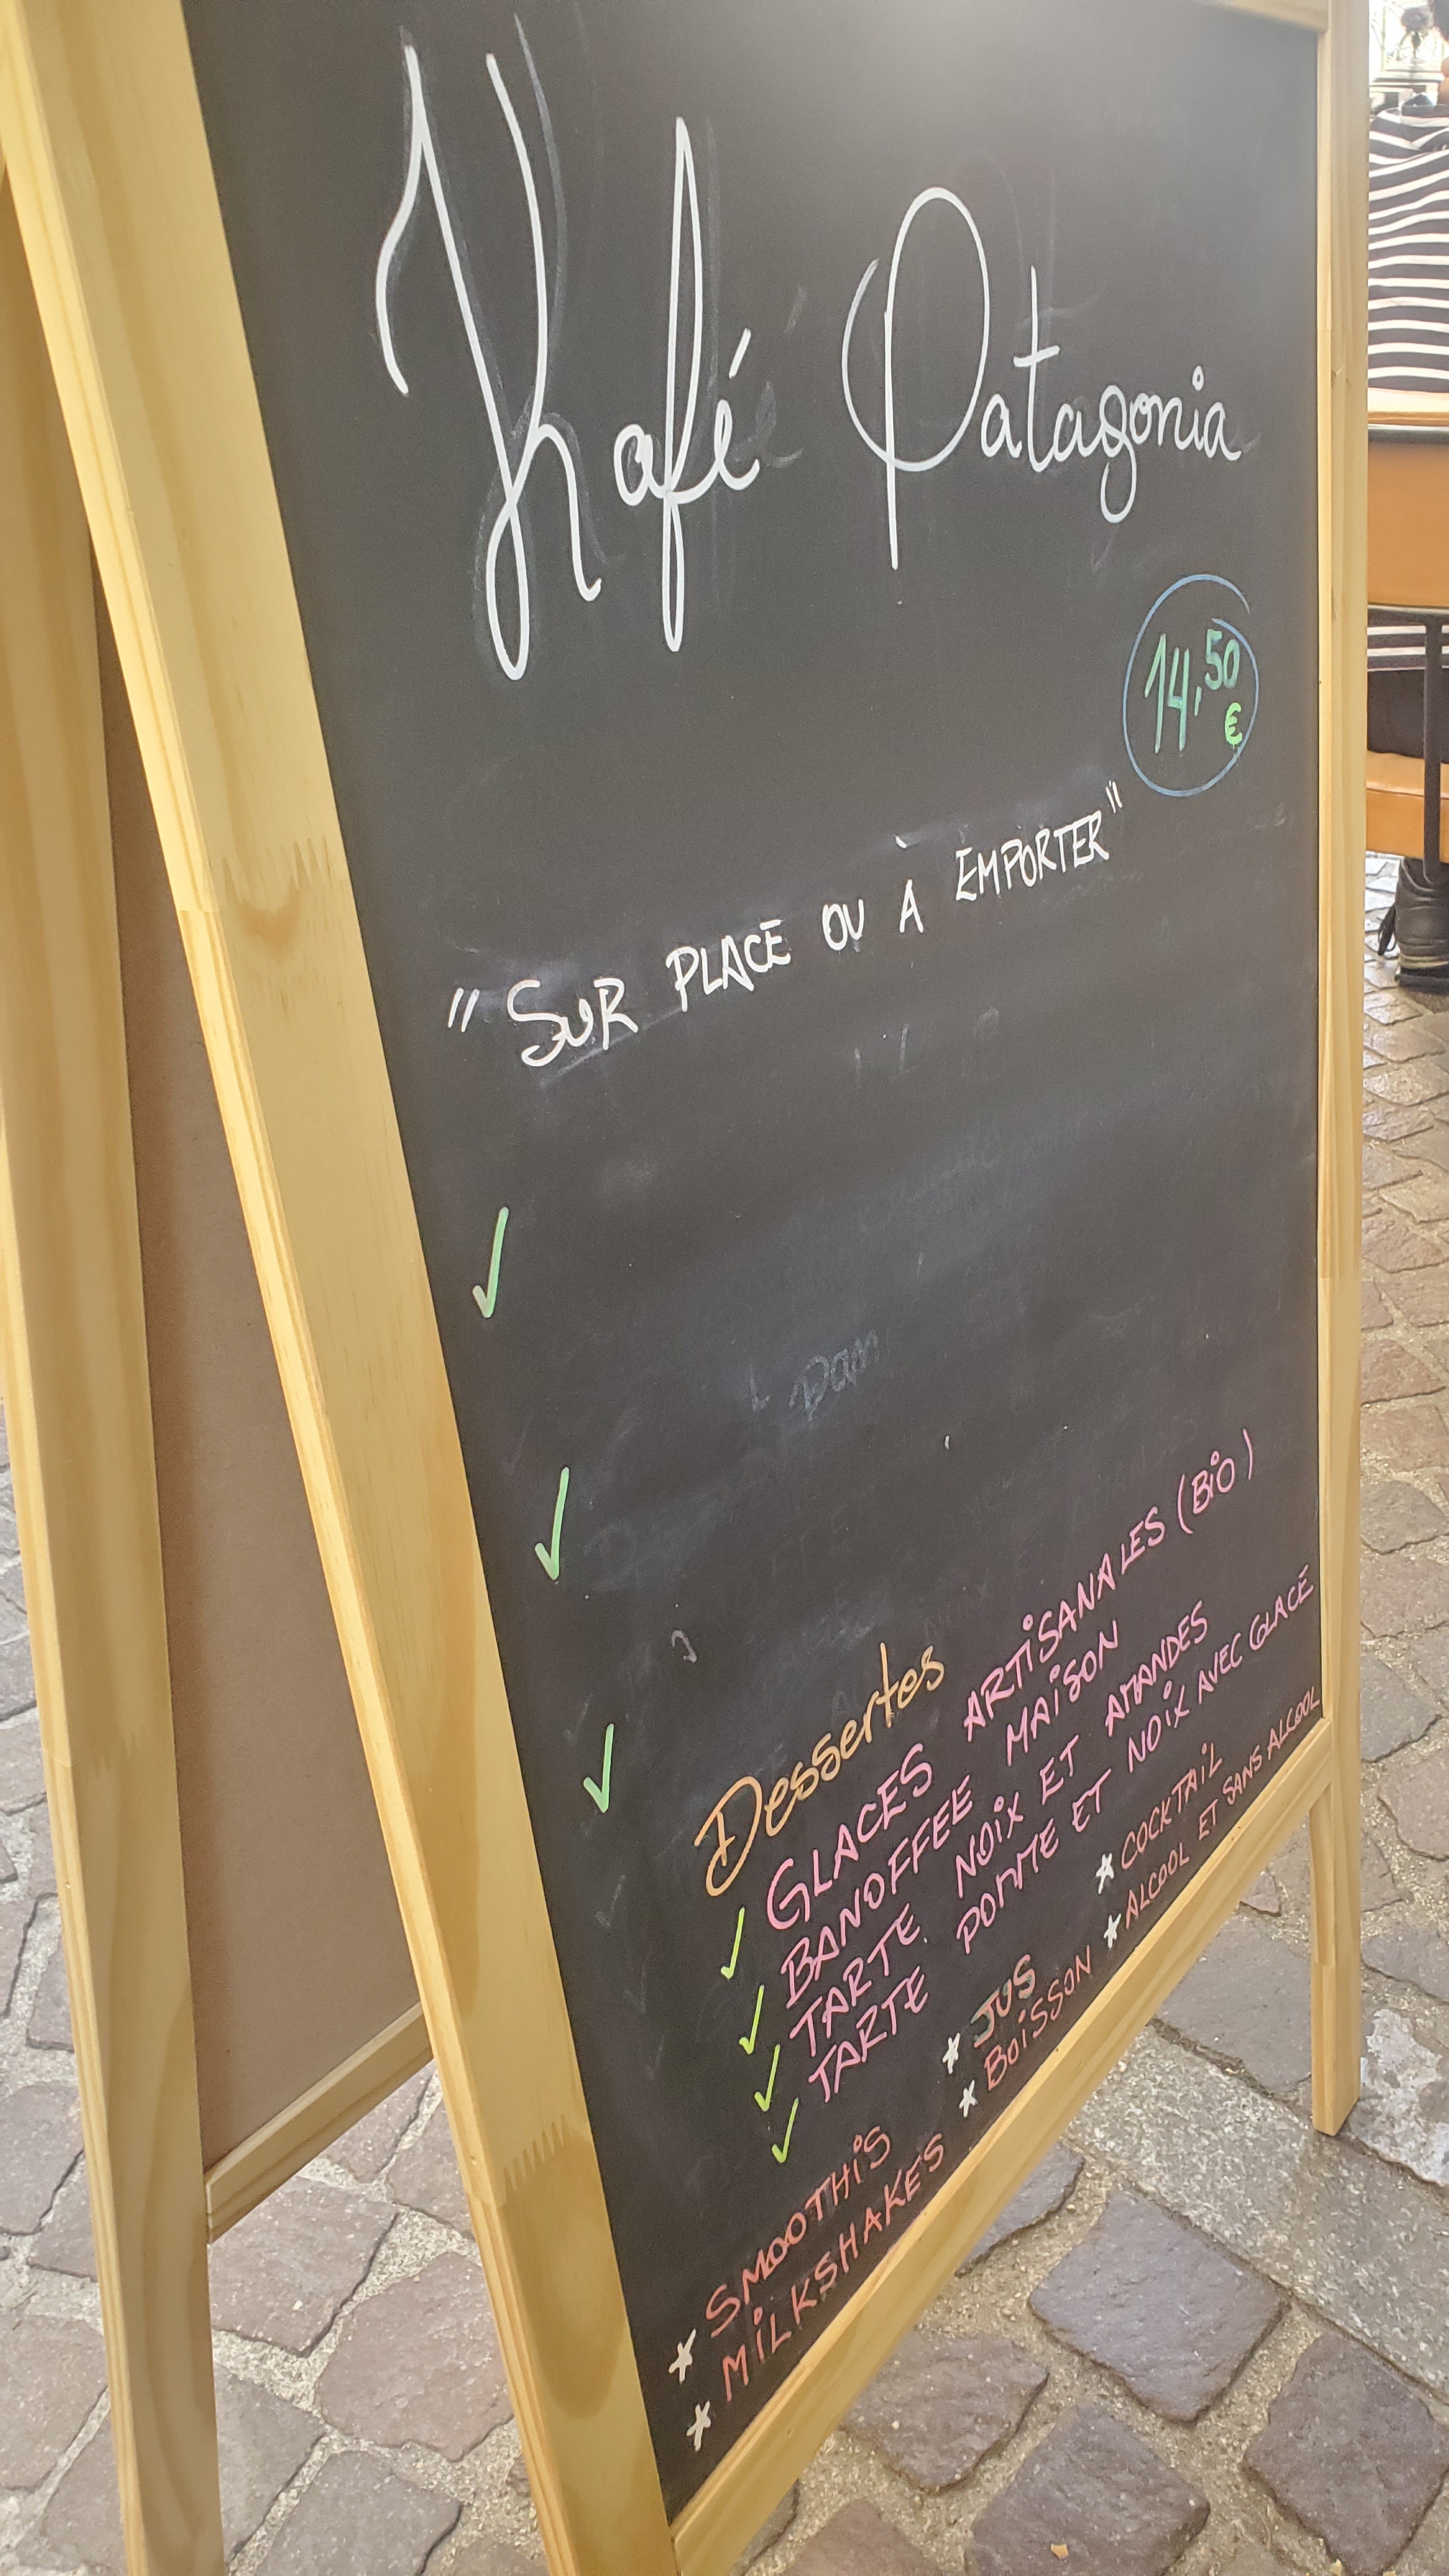 Kafé Patagonia
14,50 €
"SUR PLACE OU À EMPORTER"
Dessertes
GLACES ARTISANALES (BIO)
BANOFFEE MAISON
TARTE NOIX ET AMANDES
TARTE POMME ET NOIX AVEC GLACE
* SMOOTHIS
* MILKSHAKES
* JUS
* BOISSON
* COCKTAIL
* ALCOOL ET SANS ALCOOL